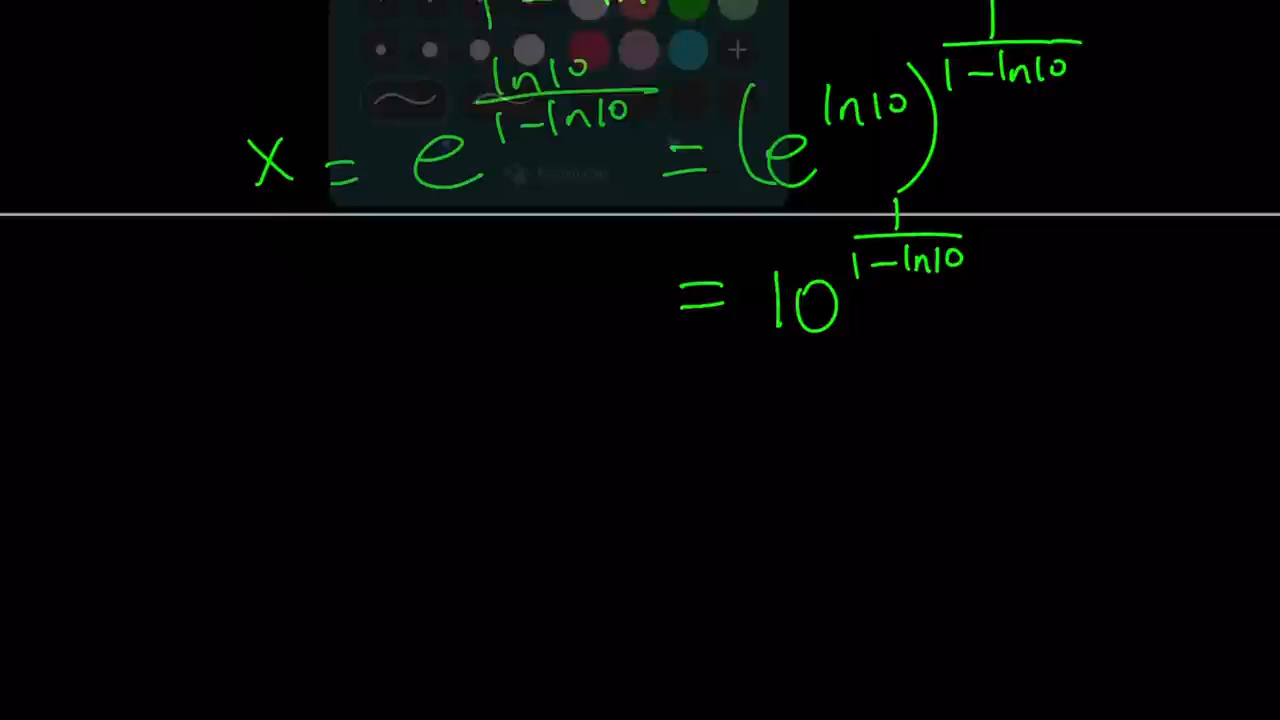 x = e^(ln10/(1-ln10)) = (e^(ln10))^(1/(1-ln10))
= 10^(1/(1-ln10))